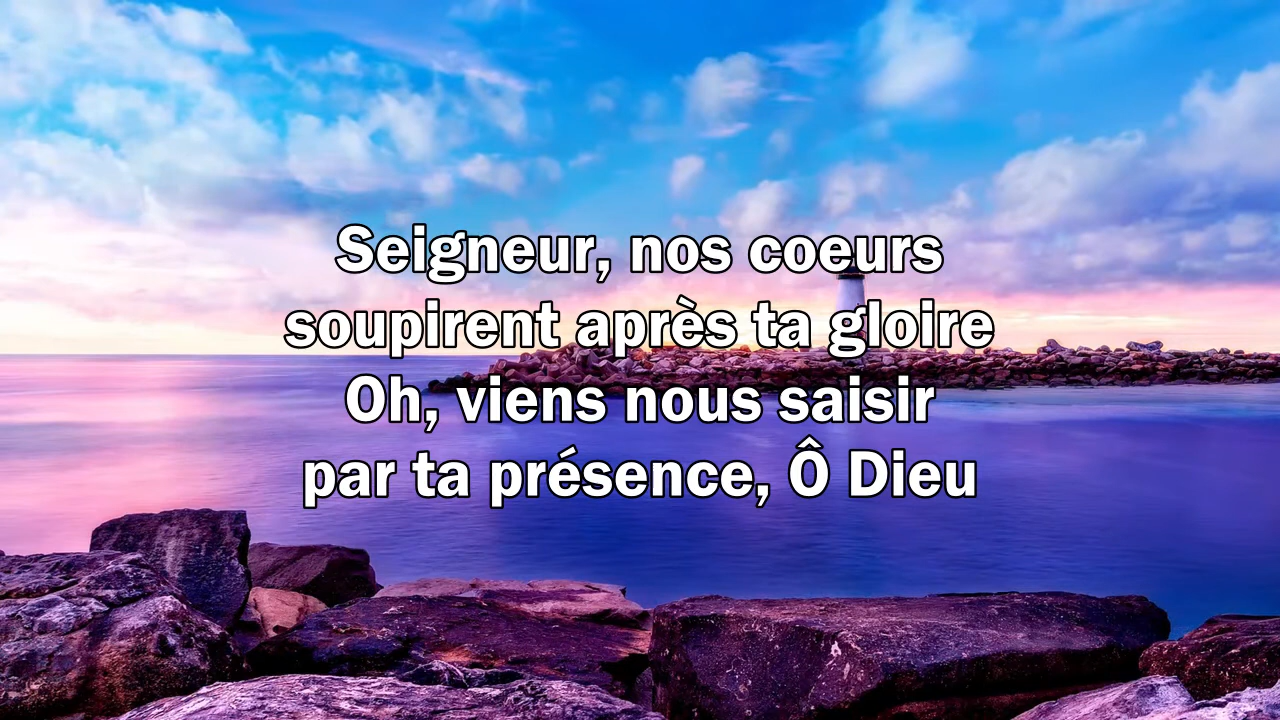 Seigneur, nos coeurs
soupirent après ta gloire
Oh, viens nous saisir
par ta présence, Ô Dieu